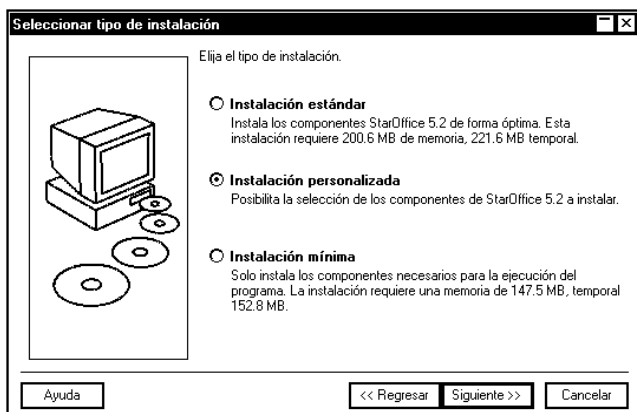 Seleccionar tipo de instalación
Elija el tipo de instalación.
Instalación estándar
Instala los componentes StarOffice 5.2 de forma óptima. Esta
instalación requiere 200.6 MB de memoria, 221.6 MB temporal.
Instalación personalizada
Posibilita la selección de los componentes de StarOffice 5.2 a instalar.
Instalación mínima
Solo instala los componentes necesarios para la ejecución del
programa. La instalación requiere una memoria de 147.5 MB, temporal
152.8 MB.
Ayuda
<< Regresar
Siguiente >>
Cancelar